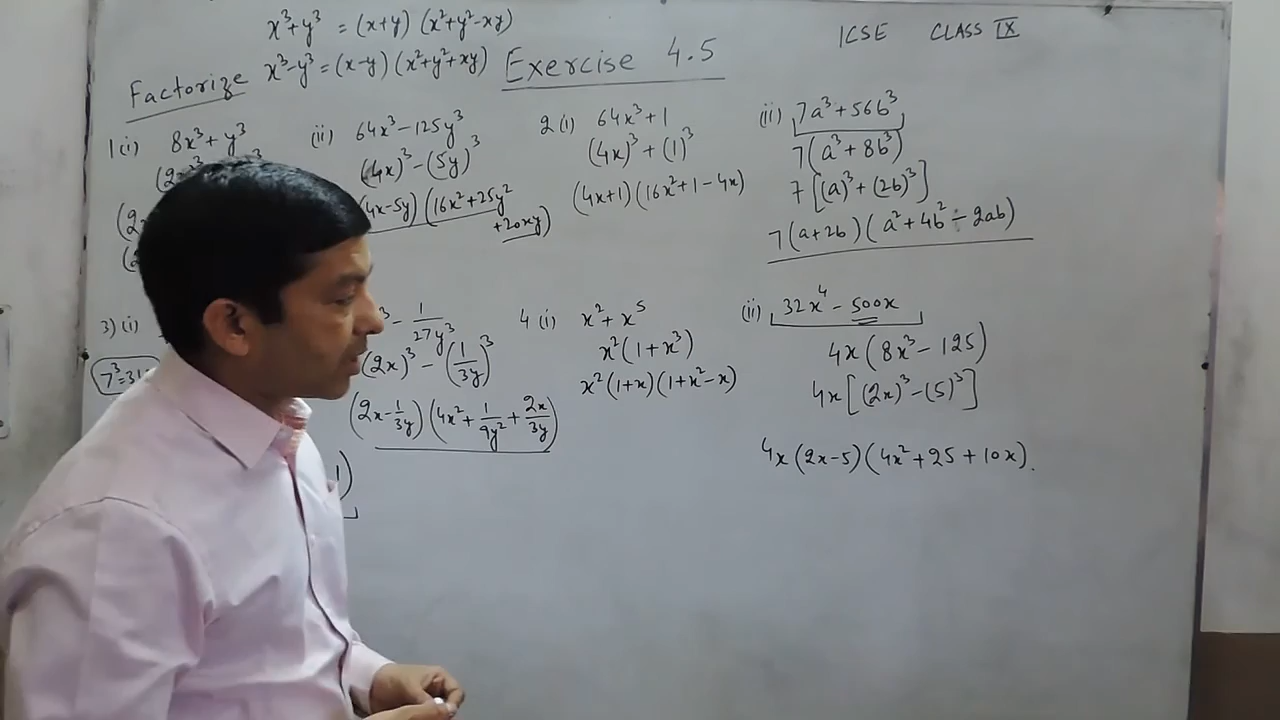 x³+y³ = (x+y) (x²+y²-xy)
ICSE CLASS IX
Factorize x³-y³ = (x-y) (x²+y²+xy) Exercise 4.5
1(i) 8x³+y³
(ii) 64x³-125y³
(4x)³-(5y)³
4x-5y)(16x²+25y²
+20xy)
2(i) 64x³+1
(4x)³+(1)³
(4x+1)(16x²+1-4x)
(ii) 7a³+56b³
7(a³+8b³)
7[(a)³+(2b)³]
7(a+2b)(a²+4b²-2ab)
3)(i)
7³=3
- 1/27y³
(2x)³-(1/3y)³
(2x-1/3y)(4x²+1/9y²+2x/3y)
4(i) x²+x⁵
x²(1+x³)
x²(1+x)(1+x²-x)
(ii) 32x⁴-500x
4x(8x³-125)
4x[(2x)³-(5)³]
4x(2x-5)(4x²+25+10x).